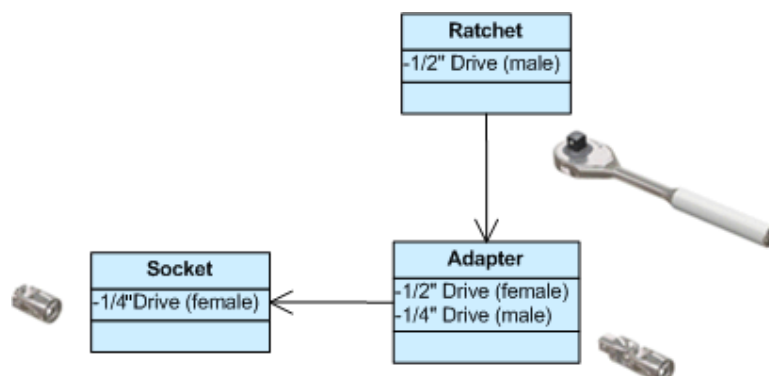 Ratchet
-1/2" Drive (male)
Socket
-1/4"Drive (female)
Adapter
-1/2" Drive (female)
-1/4" Drive (male)